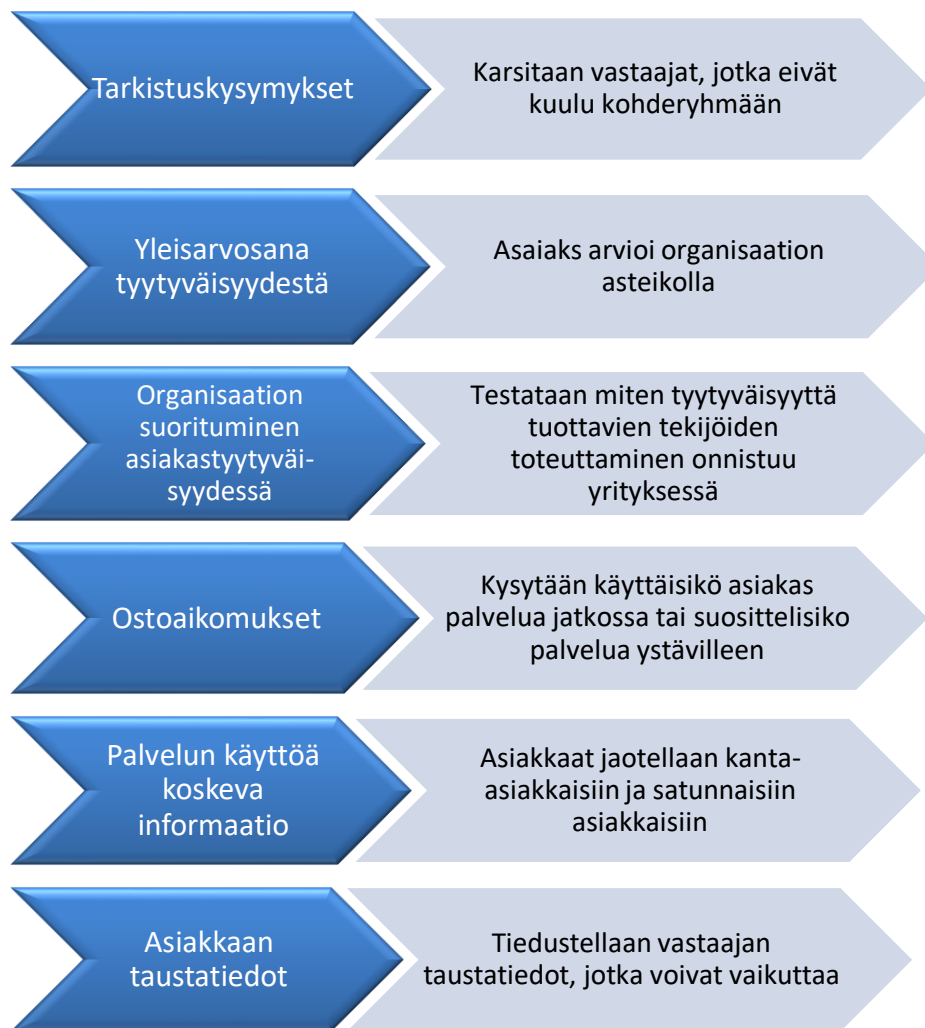 Tarkistuskysymykset
Karsitaan vastaajat, jotka eivät
kuulu kohderyhmään
Yleisarvosana
tyytyväisyydestä
Asaiaks arvioi organisaation
asteikolla
Organisaation
suorituminen
asiakastyytyväi-
syydessä
Testataan miten tyytyväisyyttä
tuottavien tekijöiden
toteuttaminen onnistuu
yrityksessä
Ostoaikomukset
Kysytään käyttäisikö asiakas
palvelua jatkossa tai suosittelisiko
palvelua ystävilleen
Palvelun käyttöä
koskeva
informaatio
Asiakkaat jaotellaan kanta-
asiakkaisiin ja satunnaisiin
asiakkaisiin
Asiakkaan
taustatiedot
Tiedustellaan vastaajan
taustatiedot, jotka voivat vaikuttaa